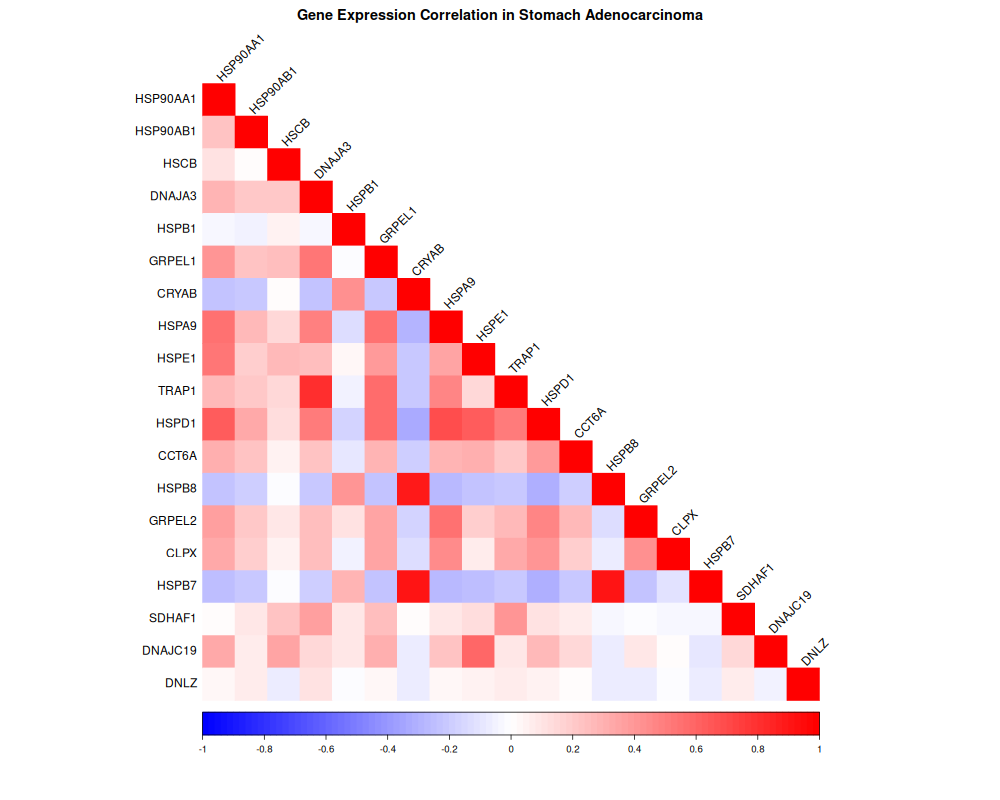 Gene Expression Correlation in Stomach Adenocarcinoma
HSP90AA1
HSP90AB1
HSCB
DNAJA3
HSPB1
GRPEL1
CRYAB
HSPA9
HSPE1
TRAP1
HSPD1
CCT6A
HSPB8
GRPEL2
CLPX
HSPB7
SDHAF1
DNAJC19
DNLZ
HSP90AA1
HSP90AB1
HSCB
DNAJA3
HSPB1
GRPEL1
CRYAB
HSPA9
HSPE1
TRAP1
HSPD1
CCT6A
HSPB8
GRPEL2
CLPX
HSPB7
SDHAF1
DNAJC19
DNLZ
-1 -0.8 -0.6 -0.4 -0.2 0 0.2 0.4 0.6 0.8 1